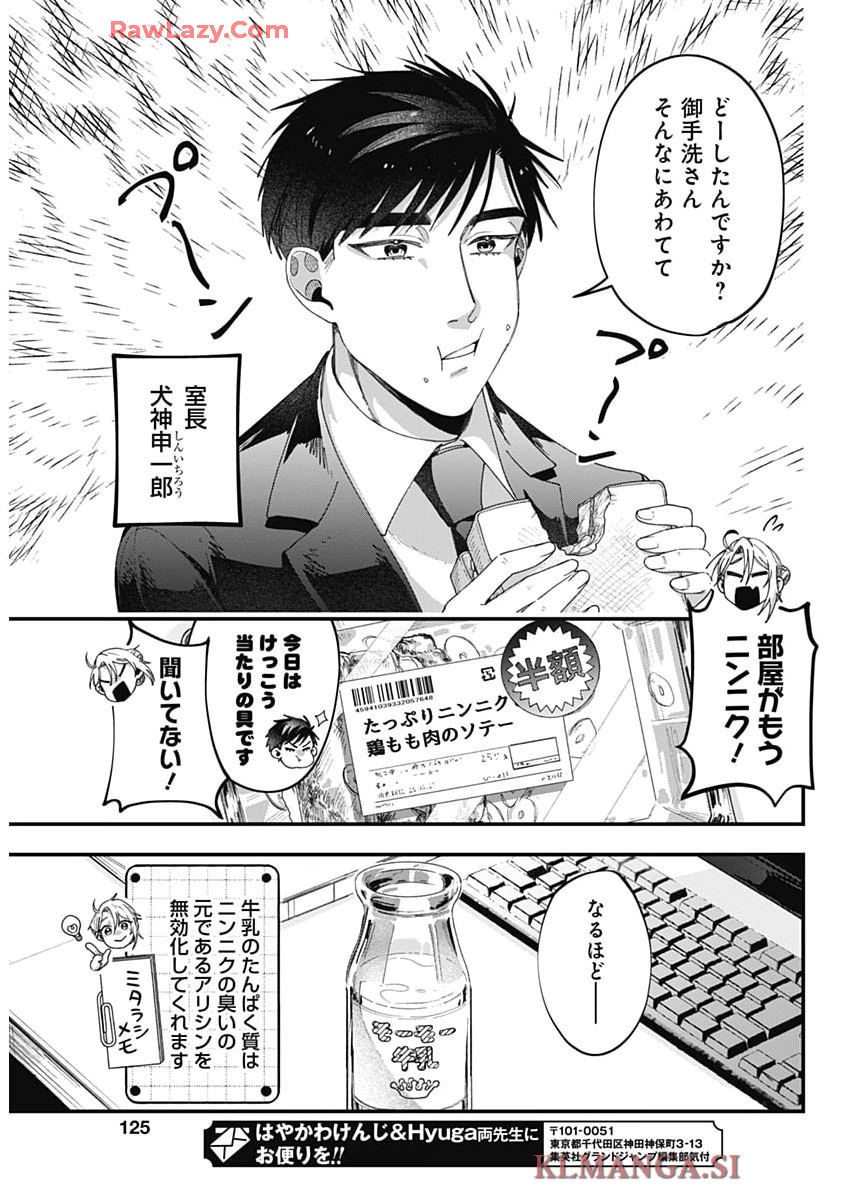 RawLazy.Com
どーしたんですか？
御手洗さん
そんなにあわてて
プーン
プーン
室長
犬神申一郎
しんいちろう
部屋がもう
ニンニク！
半額
4594103933205764８
たっぷりニンニク
鶏もも肉のソテー
今日は
けっこう
当たりの具です
聞いてない！
なるほど――
モーモー
牛乳
牛乳のたんぱく質は
ニンニクの臭いの
元であるアリシンを
無効化してくれます
ミタラシ
メモ
125
はやかわけんじ&Hyuga両先生に
お便りを!!
〒101-0051
東京都千代田区神田神保町3-13
集英社グランドジャンプ編集部気付
KLMANGA.SI